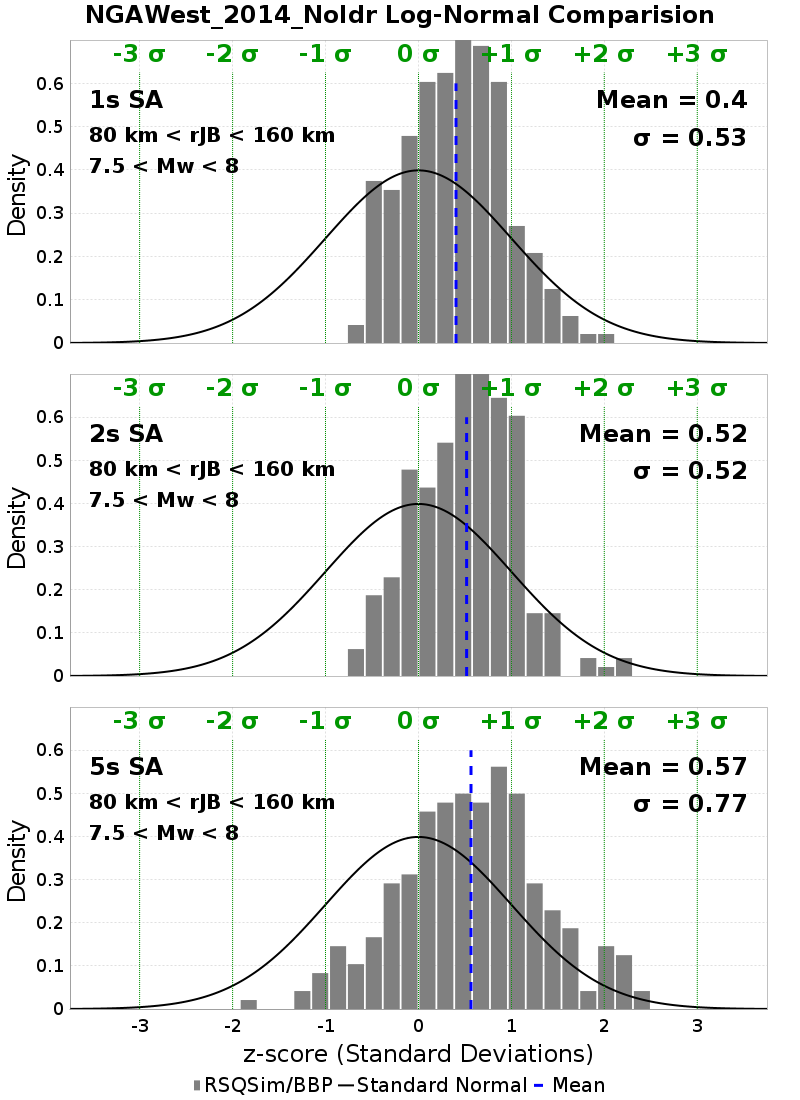 NGAWest_2014_NoIdr Log-Normal Comparision
-3 σ -2 σ -1 σ 0 σ +1 σ +2 σ +3 σ
1s SA
Mean = 0.4
80 km < rJB < 160 km
σ = 0.53
7.5 < Mw < 8
Density
0.6
0.5
0.4
0.3
0.2
0.1
0
-3 σ -2 σ -1 σ 0 σ +1 σ +2 σ +3 σ
2s SA
Mean = 0.52
80 km < rJB < 160 km
σ = 0.52
7.5 < Mw < 8
Density
0.6
0.5
0.4
0.3
0.2
0.1
0
-3 σ -2 σ -1 σ 0 σ +1 σ +2 σ +3 σ
5s SA
Mean = 0.57
80 km < rJB < 160 km
σ = 0.77
7.5 < Mw < 8
Density
0.6
0.5
0.4
0.3
0.2
0.1
0
-3 -2 -1 0 1 2 3
z-score (Standard Deviations)
RSQSim/BBP Standard Normal Mean